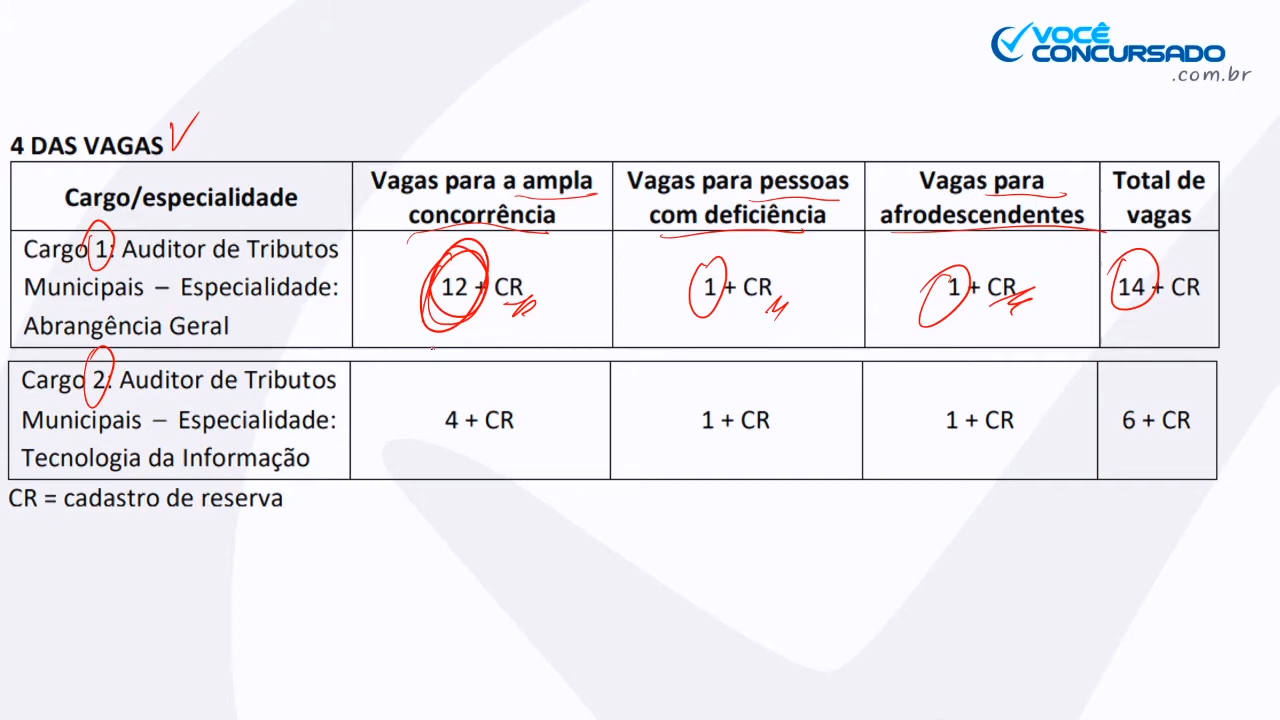 VOCÊ
CONCURSADO
.com.br
4 DAS VAGAS
Cargo/especialidade
Vagas para a ampla
concorrência
Vagas para pessoas
com deficiência
Vagas para
afrodescendentes
Total de
vagas
Cargo 1: Auditor de Tributos
Municipais – Especialidade:
Abrangência Geral
12 + CR
1 + CR
1 + CR
14 + CR
Cargo 2: Auditor de Tributos
Municipais – Especialidade:
Tecnologia da Informação
4 + CR
1 + CR
1 + CR
6 + CR
CR = cadastro de reserva